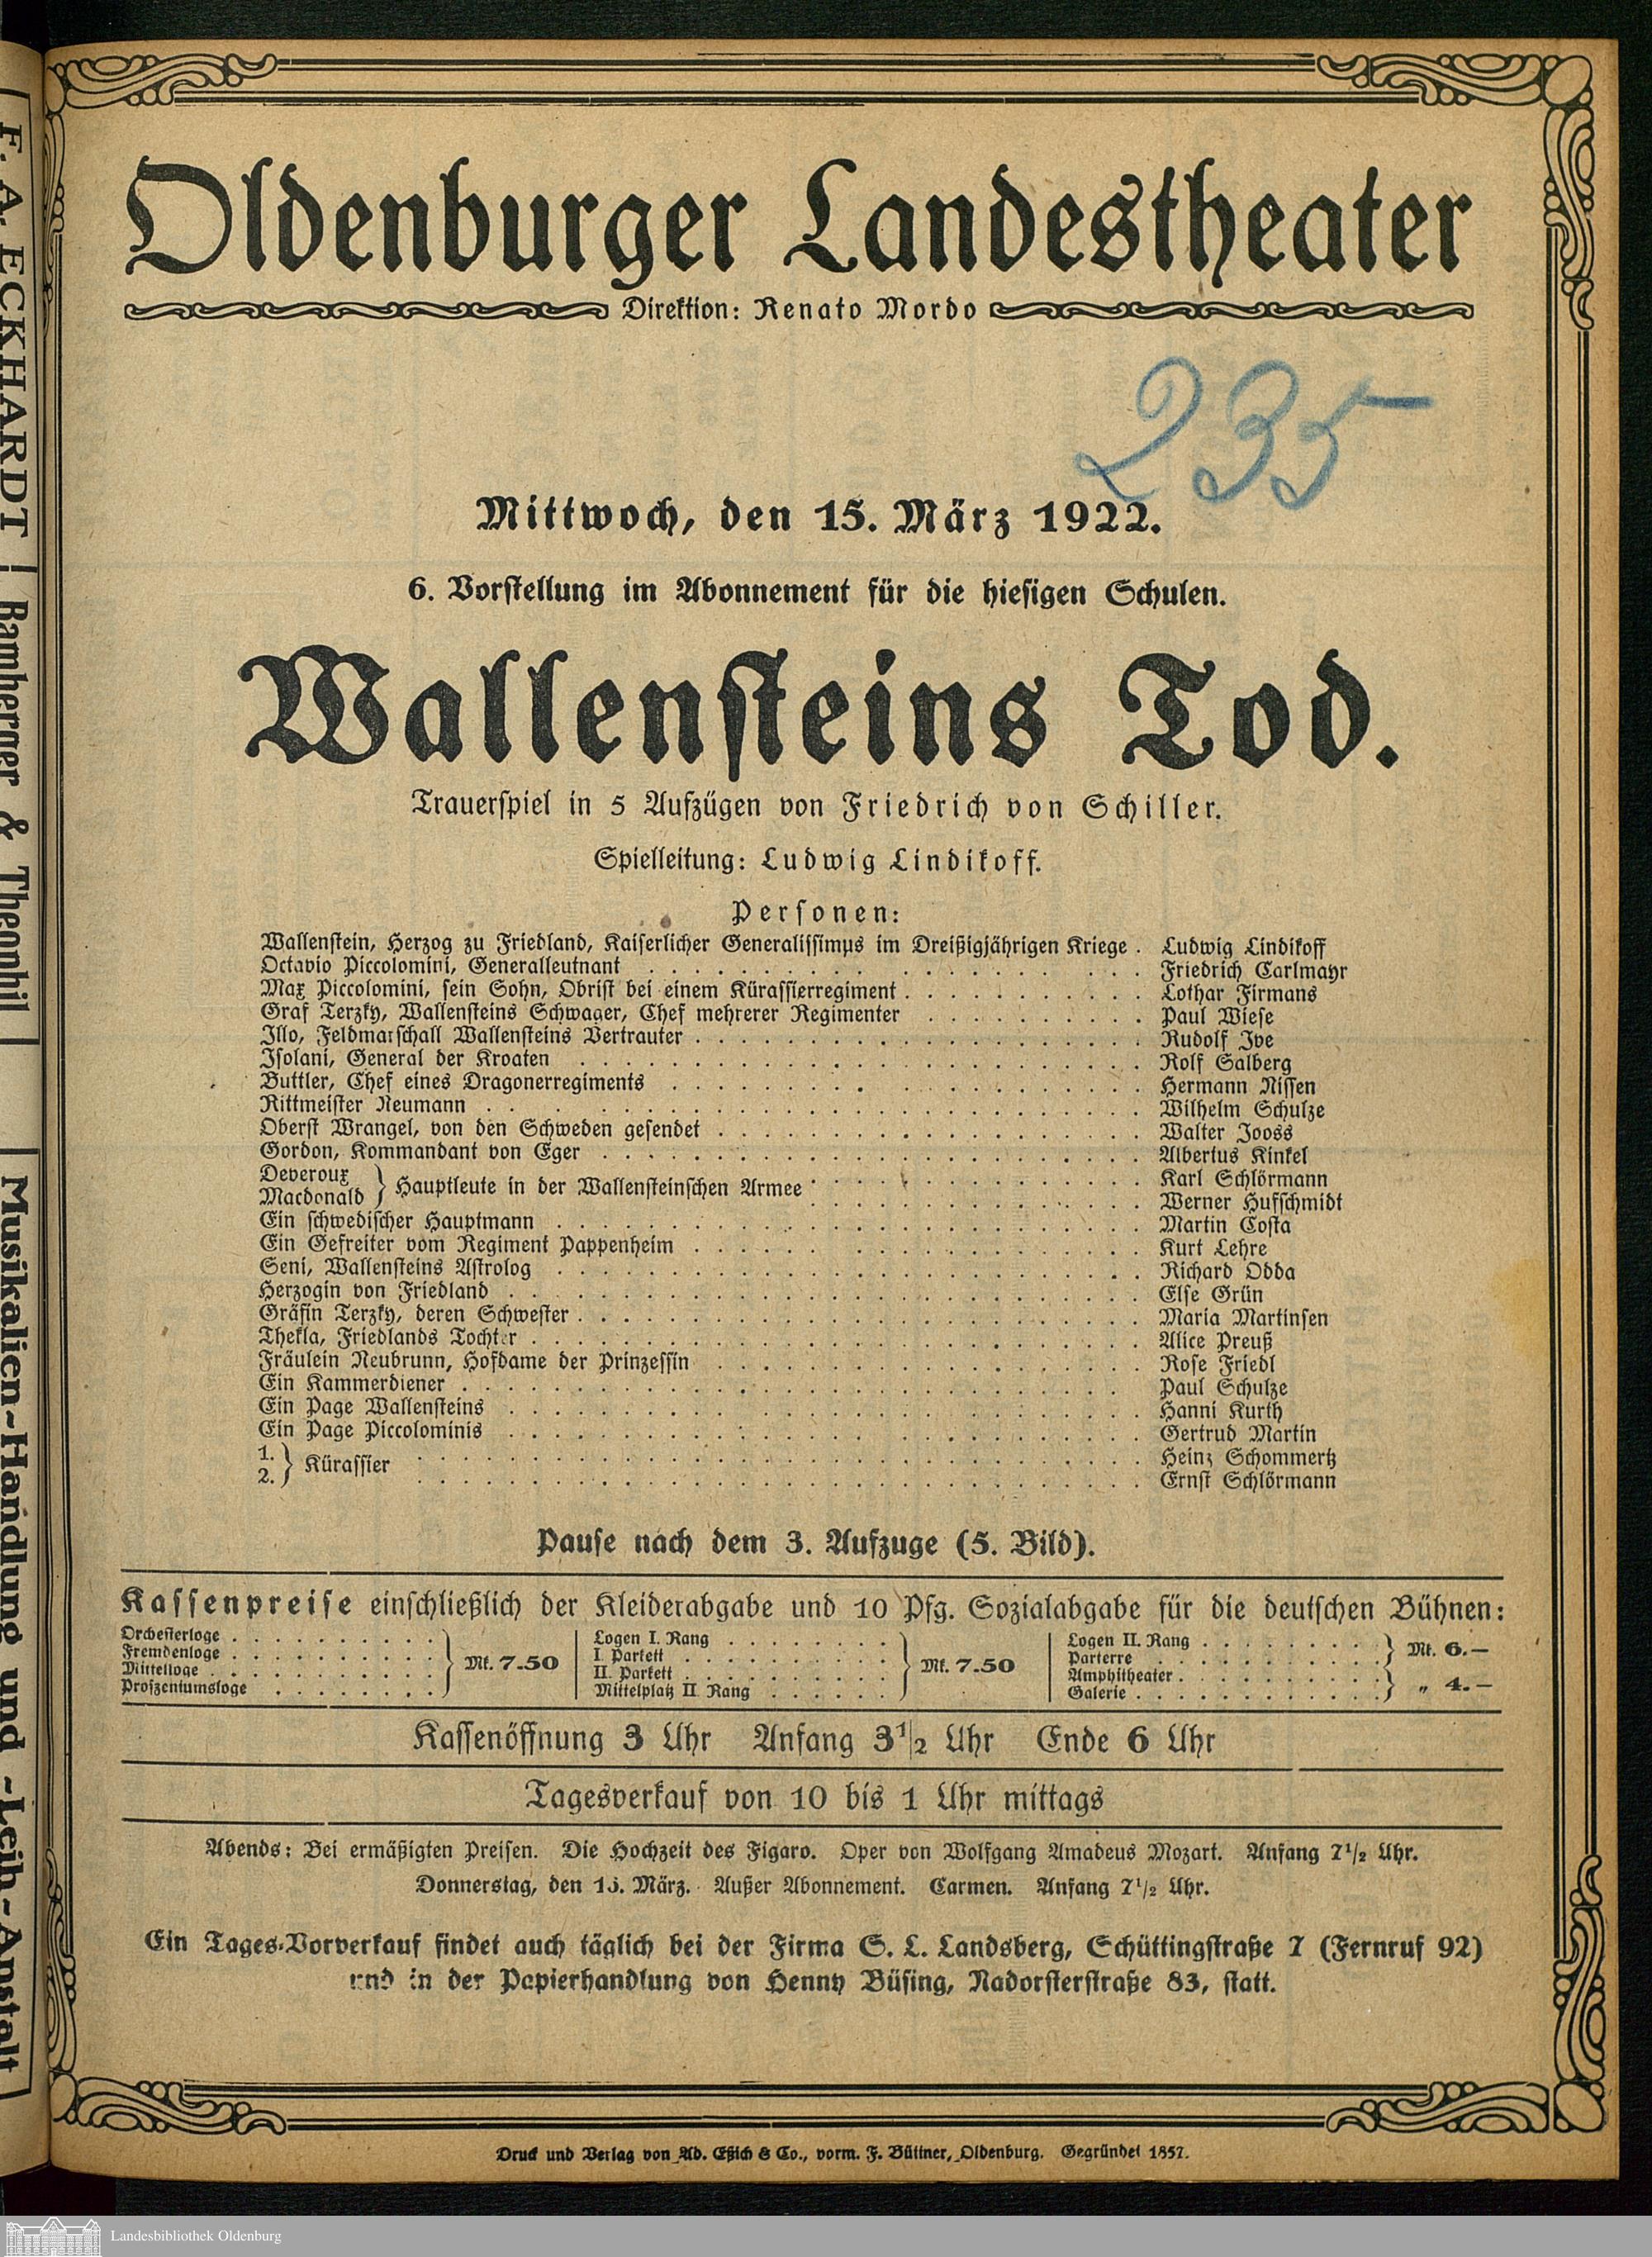 Oldenburger Landestheater
Direktion: Renato Mordo
235
Mittwoch, den 15. März 1922.
6. Vorstellung im Abonnement für die hiesigen Schulen.
Wallensteins Tod.
Trauerspiel in 5 Aufzügen von Friedrich von Schiller.
Spielleitung: Ludwig Lindikoff.
Personen:
Wallenstein, Herzog zu Friedland, Kaiserlicher Generalissimus im Dreißigjährigen Kriege . Ludwig Lindikoff
Octavio Piccolomini, Generalleutnant . . . Friedrich Carlmayr
Max Piccolomini, sein Sohn, Obrist bei einem Kürassierregiment . . . Lothar Firmans
Graf Terzky, Wallensteins Schwager, Chef mehrerer Regimenter . . . Paul Wiese
Illo, Feldmarschall Wallensteins Vertrauter . . . Rudolf Ive
Isolani, General der Kroaten . . . Rolf Salberg
Buttler, Chef eines Dragonerregiments . . . Hermann Nissen
Rittmeister Neumann . . . Wilhelm Schulze
Oberst Wrangel, von den Schweden gesendet . . . Walter Jooss
Gordon, Kommandant von Eger . . . Albertus Kinkel
Deveroux } Hauptleute in der Wallensteinschen Armee . . . Karl Schlörmann
Macdonald } . . . Werner Hufschmidt
Ein schwedischer Hauptmann . . . Martin Costa
Ein Gefreiter vom Regiment Pappenheim . . . Kurt Lehre
Seni, Wallensteins Astrolog . . . Richard Odda
Herzogin von Friedland . . . Else Grün
Gräfin Terzky, deren Schwester . . . Maria Martinsen
Thekla, Friedlands Tochter . . . Alice Preuß
Fräulein Neubrunn, Hofdame der Prinzessin . . . Rose Friedl
Ein Kammerdiener . . . Paul Schulze
Ein Page Wallensteins . . . Hanni Kurth
Ein Page Piccolominis . . . Gertrud Martin
1. } Kürassier . . . Heinz Schommertz
2. } . . . Ernst Schlörmann
Pause nach dem 3. Aufzuge (5. Bild).
Kassenpreise einschließlich der Kleiderabgabe und 10 Pfg. Sozialabgabe für die deutschen Bühnen:
Orchesterloge
Fremdenloge
Mittelloge
Proszeniumsloge
Mk. 7.50
Logen I. Rang
I. Parkett
II. Parkett
Mittelplatz II. Rang
Mk. 7.50
Logen II. Rang
Parterre
Mk. 6.—
Amphitheater
Galerie
„ 4.—
Kassenöffnung 3 Uhr Anfang 3 1/2 Uhr Ende 6 Uhr
Tagesverkauf von 10 bis 1 Uhr mittags
Abends: Bei ermäßigten Preisen. Die Hochzeit des Figaro. Oper von Wolfgang Amadeus Mozart. Anfang 7 1/2 Uhr.
Donnerstag, den 16. März. Außer Abonnement. Carmen. Anfang 7 1/2 Uhr.
Ein Tages-Vorverkauf findet auch täglich bei der Firma S. L. Landsberg, Schüttingstraße 7 (Fernruf 92)
und in der Papierhandlung von Henny Büsing, Nadorsterstraße 83, statt.
Druck und Verlag von Ad. Eßich & Co., vorm. F. Büttner, Oldenburg. Gegründet 1857.
F. A. ECKHARDT
Bamberger & Theophil
Musikalien-Handlung und -Leih-Anstalt
Landesbibliothek Oldenburg